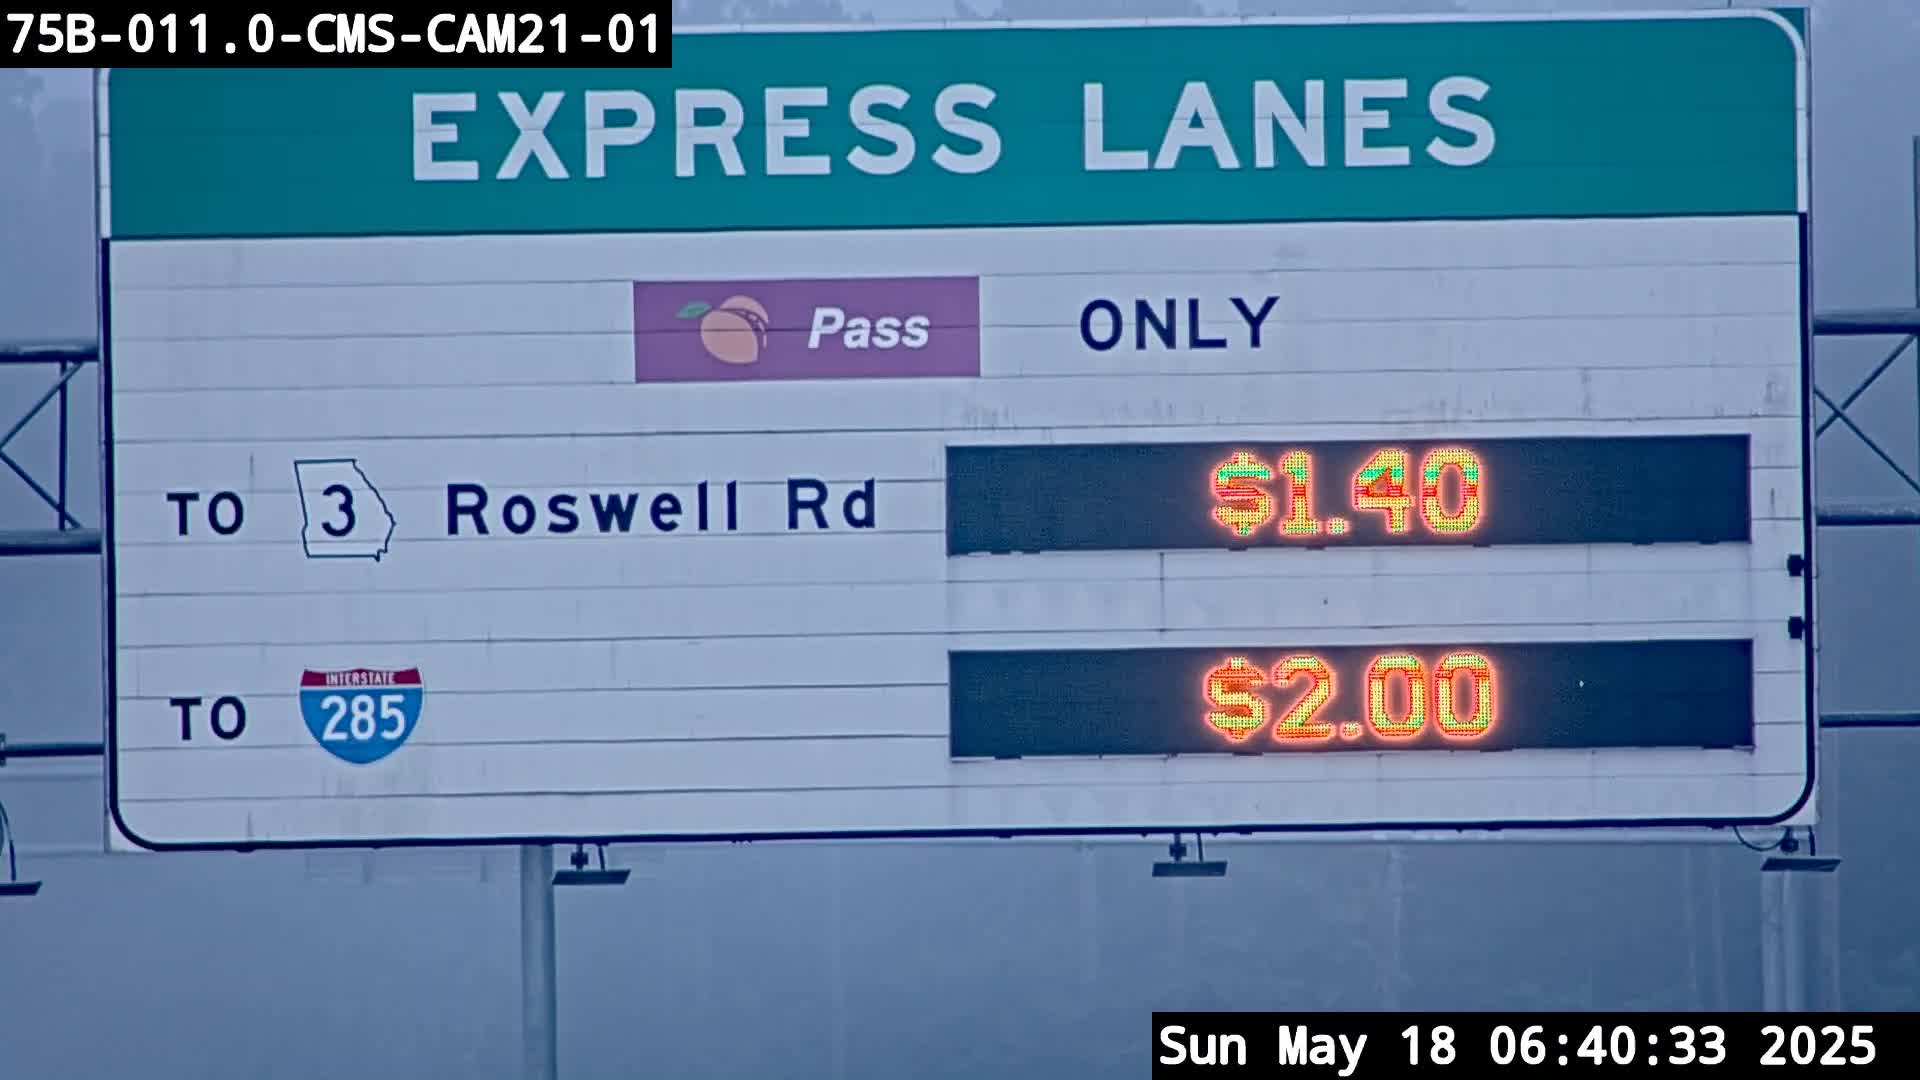 75B-011.0-CMS-CAM21-01
EXPRESS LANES
Pass ONLY
TO 3 Roswell Rd $1.40
TO INTERSTATE 285 $2.00
Sun May 18 06:40:33 2025